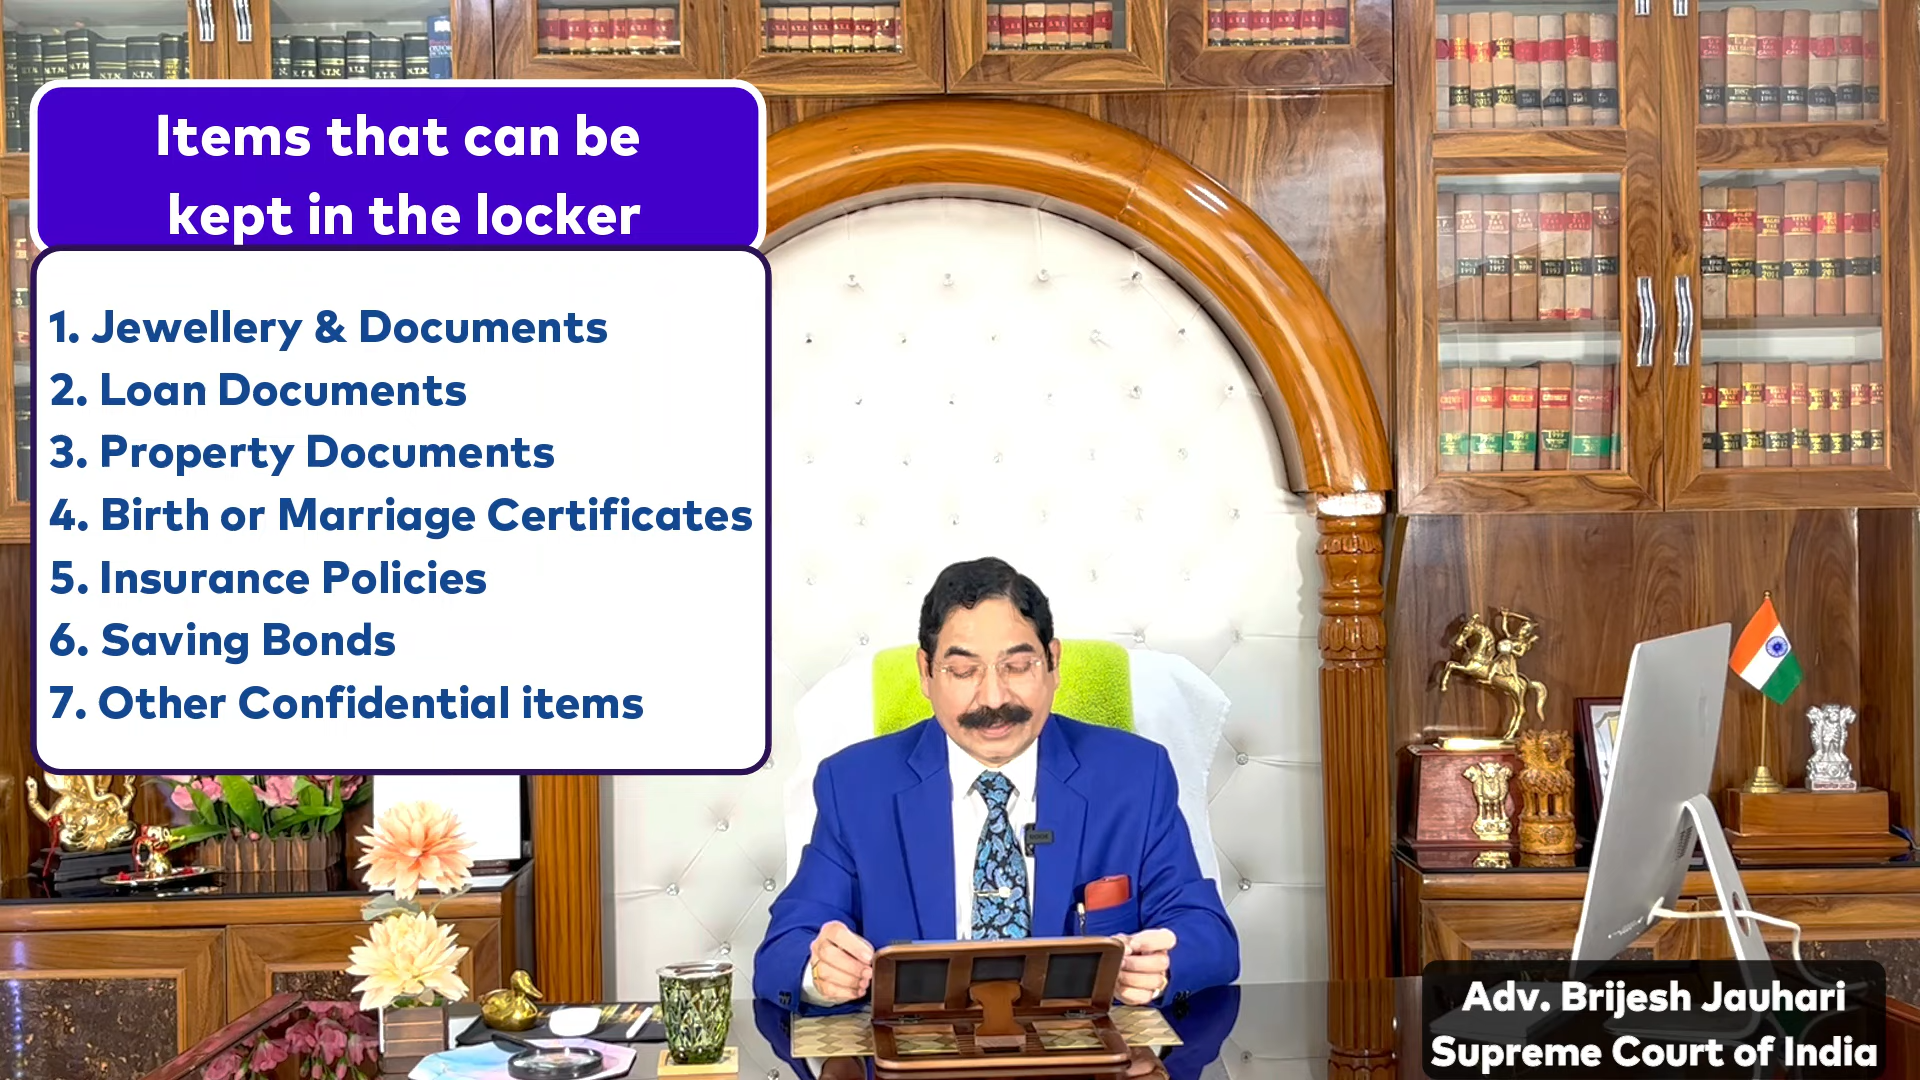 Items that can be
kept in the locker
1. Jewellery & Documents
2. Loan Documents
3. Property Documents
4. Birth or Marriage Certificates
5. Insurance Policies
6. Saving Bonds
7. Other Confidential items
Adv. Brijesh Jauhari
Supreme Court of India